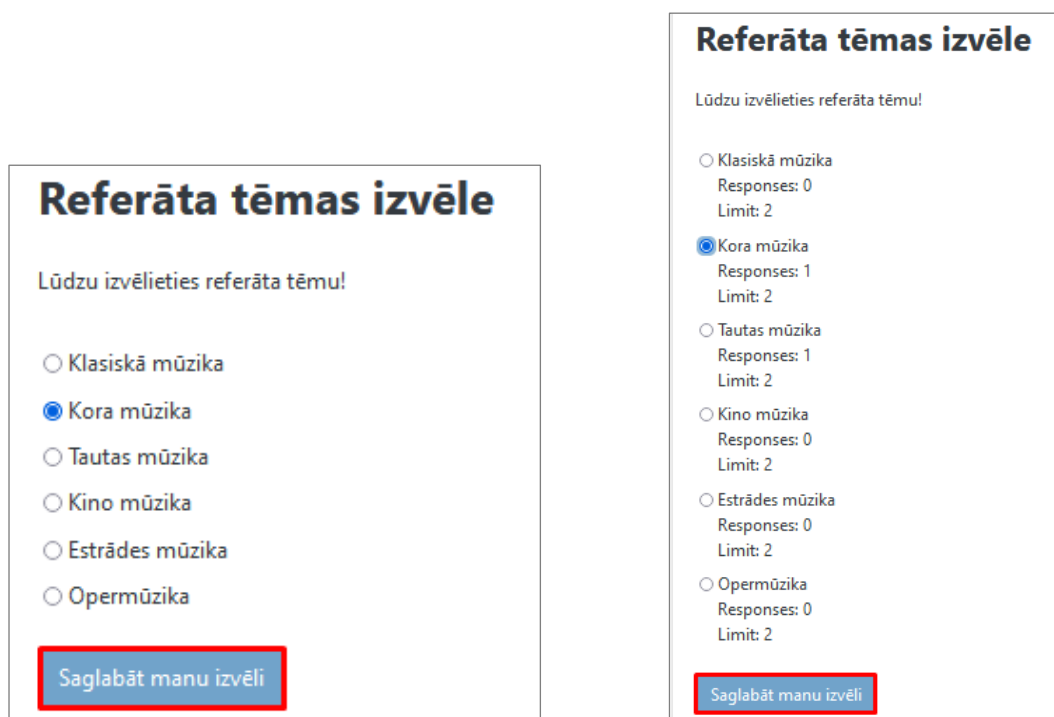 Referāta tēmas izvēle
Lūdzu izvēlieties referāta tēmu!
Klasiskā mūzika
Kora mūzika
Tautas mūzika
Kino mūzika
Estrādes mūzika
Opermūzika
Saglabāt manu izvēli
Referāta tēmas izvēle
Lūdzu izvēlieties referāta tēmu!
Klasiskā mūzika
Responses: 0
Limit: 2
Kora mūzika
Responses: 1
Limit: 2
Tautas mūzika
Responses: 1
Limit: 2
Kino mūzika
Responses: 0
Limit: 2
Estrādes mūzika
Responses: 0
Limit: 2
Opermūzika
Responses: 0
Limit: 2
Saglabāt manu izvēli